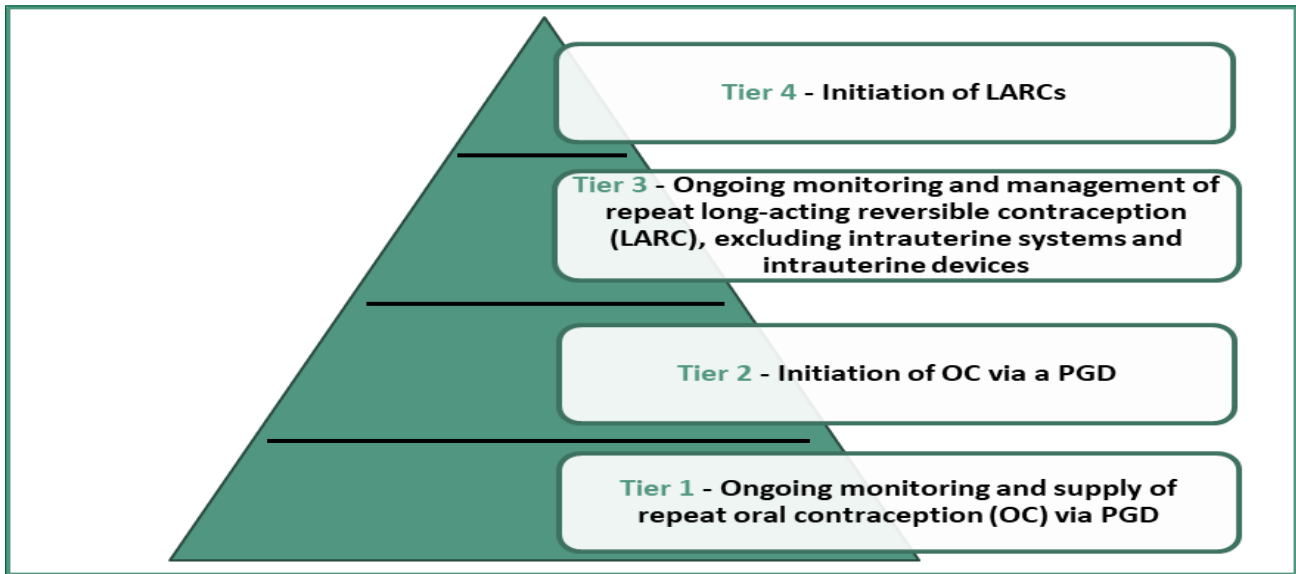 Tier 4 - Initiation of LARCs
Tier 3 - Ongoing monitoring and management of
repeat long-acting reversible contraception
(LARC), excluding intrauterine systems and
intrauterine devices
Tier 2 - Initiation of OC via a PGD
Tier 1 - Ongoing monitoring and supply of
repeat oral contraception (OC) via PGD